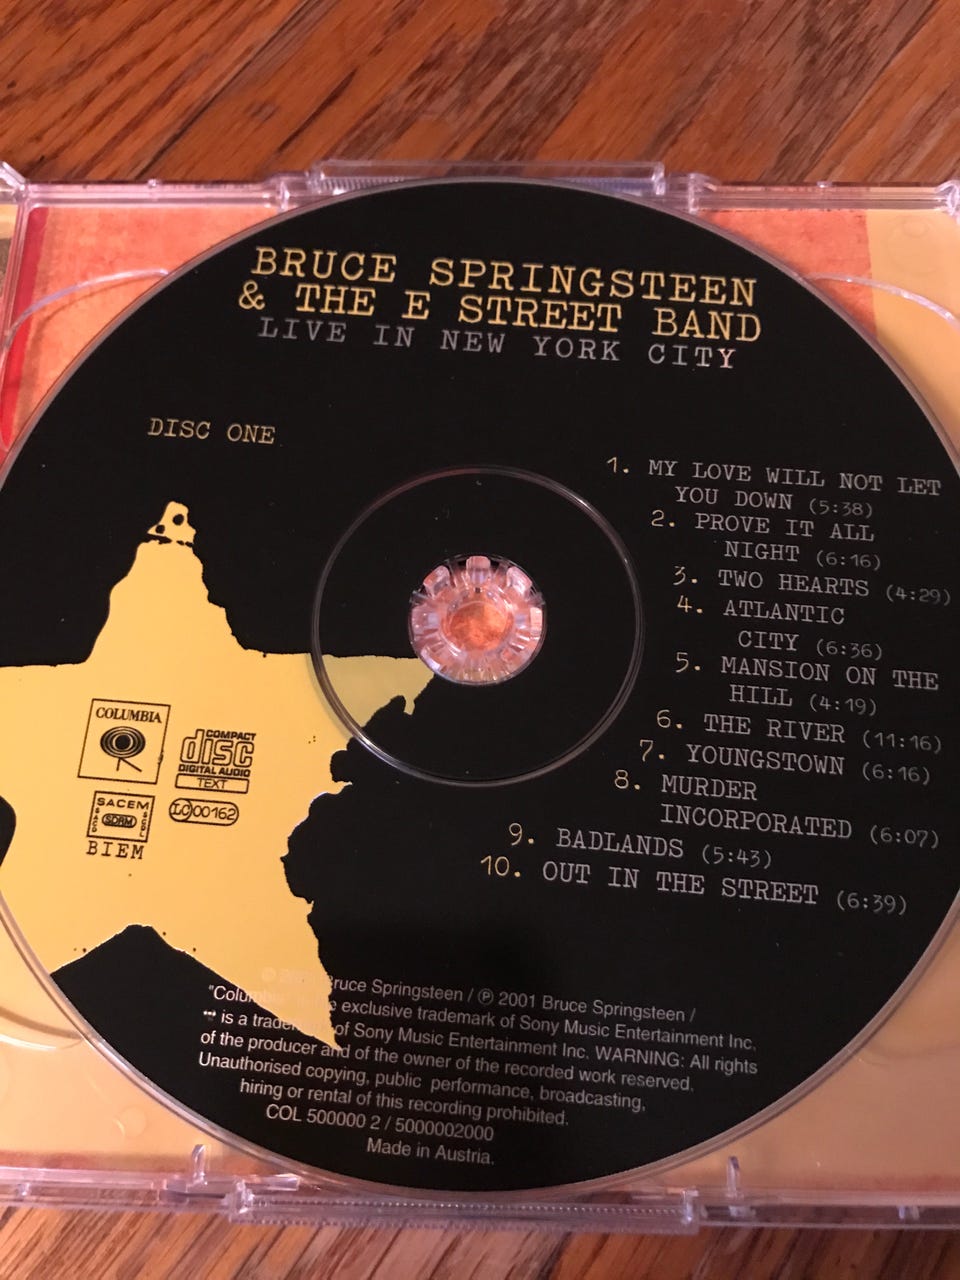 BRUCE SPRINGSTEEN
& THE E STREET BAND
LIVE IN NEW YORK CITY
DISC ONE
1. MY LOVE WILL NOT LET
YOU DOWN (5:38)
2. PROVE IT ALL
NIGHT (6:16)
3. TWO HEARTS (4:29)
4. ATLANTIC
CITY (6:36)
5. MANSION ON THE
HILL (4:19)
6. THE RIVER (11:16)
7. YOUNGSTOWN (6:16)
8. MURDER
INCORPORATED (6:07)
9. BADLANDS (5:43)
10. OUT IN THE STREET (6:39)
COLUMBIA
COMPACT
disc
DIGITAL AUDIO
TEXT
SACEM
SDRM
BIEM
LC 00162
Bruce Springsteen / ℗ 2001 Bruce Springsteen /
"Columbia" is the exclusive trademark of Sony Music Entertainment Inc.
is a trademark of Sony Music Entertainment Inc. WARNING: All rights
of the producer and of the owner of the recorded work reserved.
Unauthorised copying, public performance, broadcasting,
hiring or rental of this recording prohibited.
COL 500000 2 / 5000002000
Made in Austria.